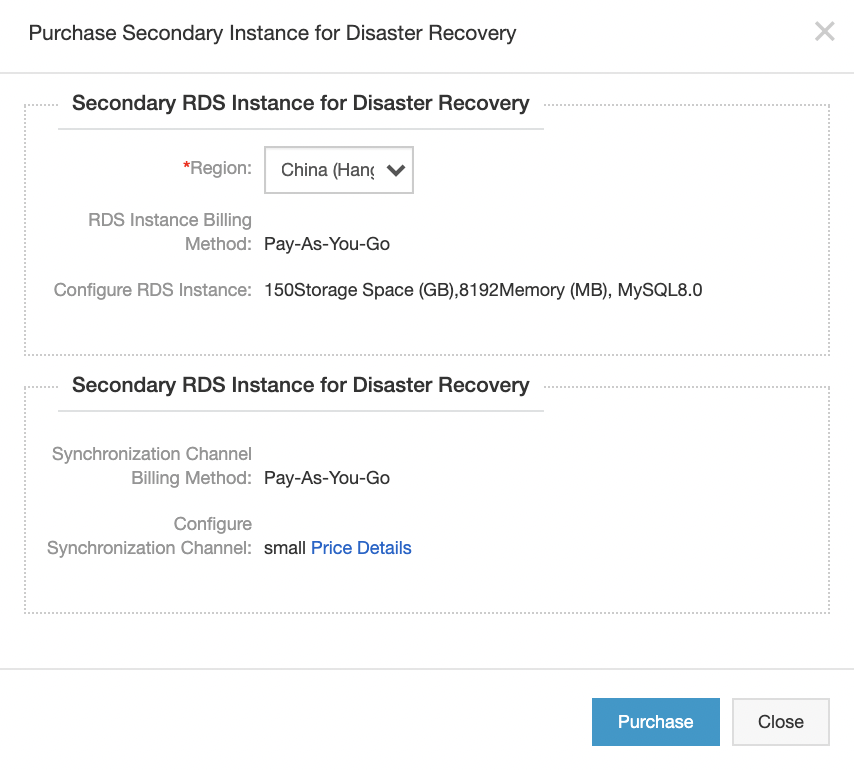 Purchase Secondary Instance for Disaster Recovery
Secondary RDS Instance for Disaster Recovery
*Region: China (Hang
RDS Instance Billing
Method: Pay-As-You-Go
Configure RDS Instance: 150Storage Space (GB),8192Memory (MB), MySQL8.0
Secondary RDS Instance for Disaster Recovery
Synchronization Channel
Billing Method: Pay-As-You-Go
Configure
Synchronization Channel: small Price Details
Purchase Close